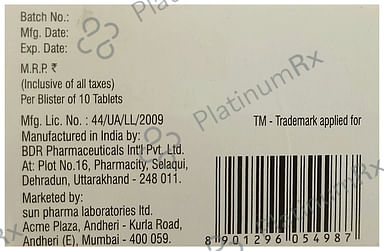 Batch No.:
Mfg. Date:
Exp. Date:
M.R.P. ₹
(Inclusive of all taxes)
Per Blister of 10 Tablets
Mfg. Lic. No. : 44/UA/LL/2009
Manufactured in India by:
BDR Pharmaceuticals Int'l Pvt. Ltd.
At: Plot No.16, Pharmacity, Selaqui,
Dehradun, Uttarakhand - 248 011.
Marketed by:
sun pharma laboratories ltd.
Acme Plaza, Andheri - Kurla Road,
Andheri (E), Mumbai - 400 059.
TM - Trademark applied for
8 901296 054987
PlatinumRx
PlatinumRx